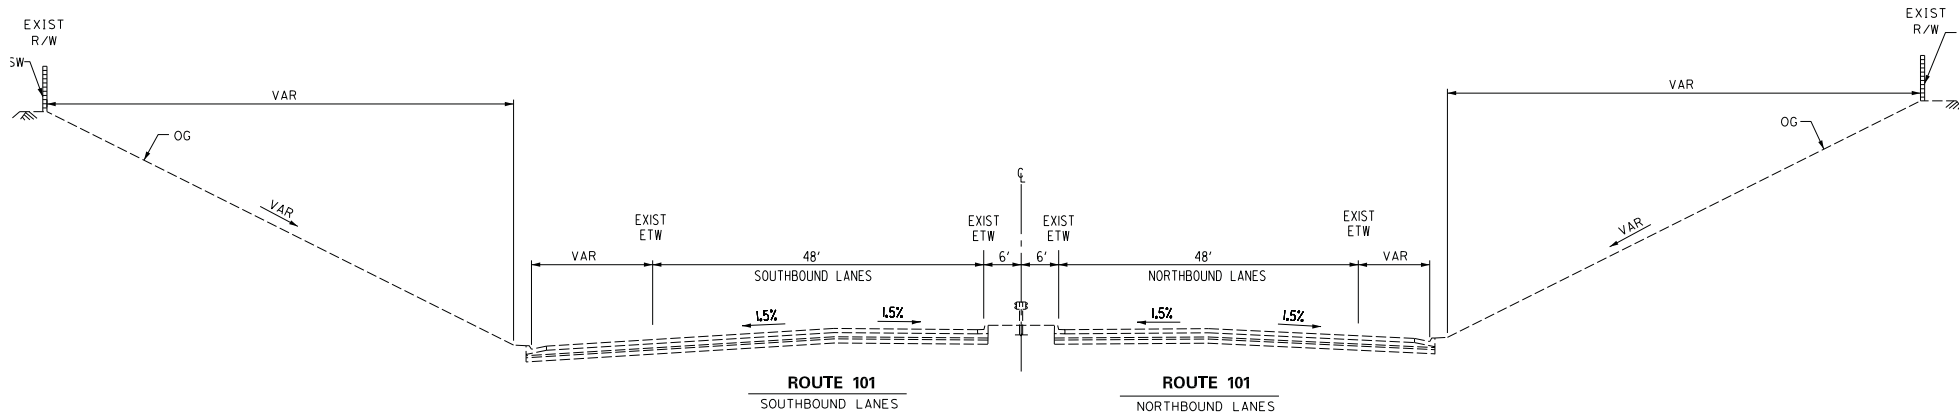 EXIST
R/W
SW
VAR
OG
VAR
EXIST
ETW
VAR
48'
SOUTHBOUND LANES
EXIST
ETW
6'
℄
6'
EXIST
ETW
48'
NORTHBOUND LANES
EXIST
ETW
VAR
VAR
OG
VAR
EXIST
R/W
1.5%
1.5%
1.5%
1.5%
ROUTE 101
SOUTHBOUND LANES
ROUTE 101
NORTHBOUND LANES